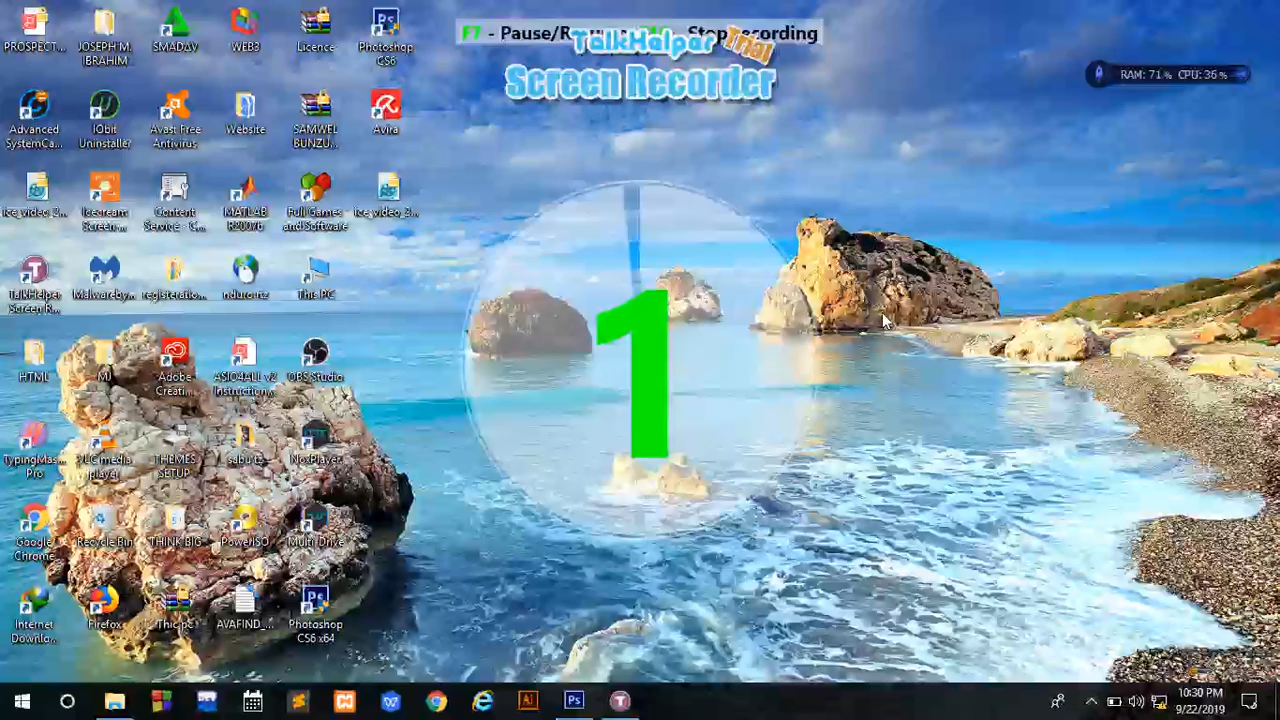 F7 - Pause/R
Stop Recording
TalkHelper Trial
Screen Recorder
RAM: 71% CPU: 36%
PROSPECT...
JOSEPH M.
IBRAHIM
SMADAV
WEB3
Licence
Photoshop
CS6
Advanced
SystemCa...
IObit
Uninstaller
Avast Free
Antivirus
Website
SAMWEL
BUNZU...
Avira
ice_video_2...
Icecream
Screen ...
Content
Service - C...
MATLAB
R2007b
Full Games
and Software
ice_video_2...
TalkHelper
Screen R...
Malwareby...
registeratio...
This PC
1
HTML
MJ
Adobe
Creati...
ASIO4ALL v2
Instruction...
OBS Studio
TypingMas...
Pro
VLC media
player
THEMES
SETUP
NoxPlayer
Google
Chrome
Recycle Bin
THINK BIG
PowerISO
Multi-Drive
Internet
Downlo...
Firefox
This pc
AVAFIND_...
Photoshop
CS6 x64
10:30 PM
9/22/2019